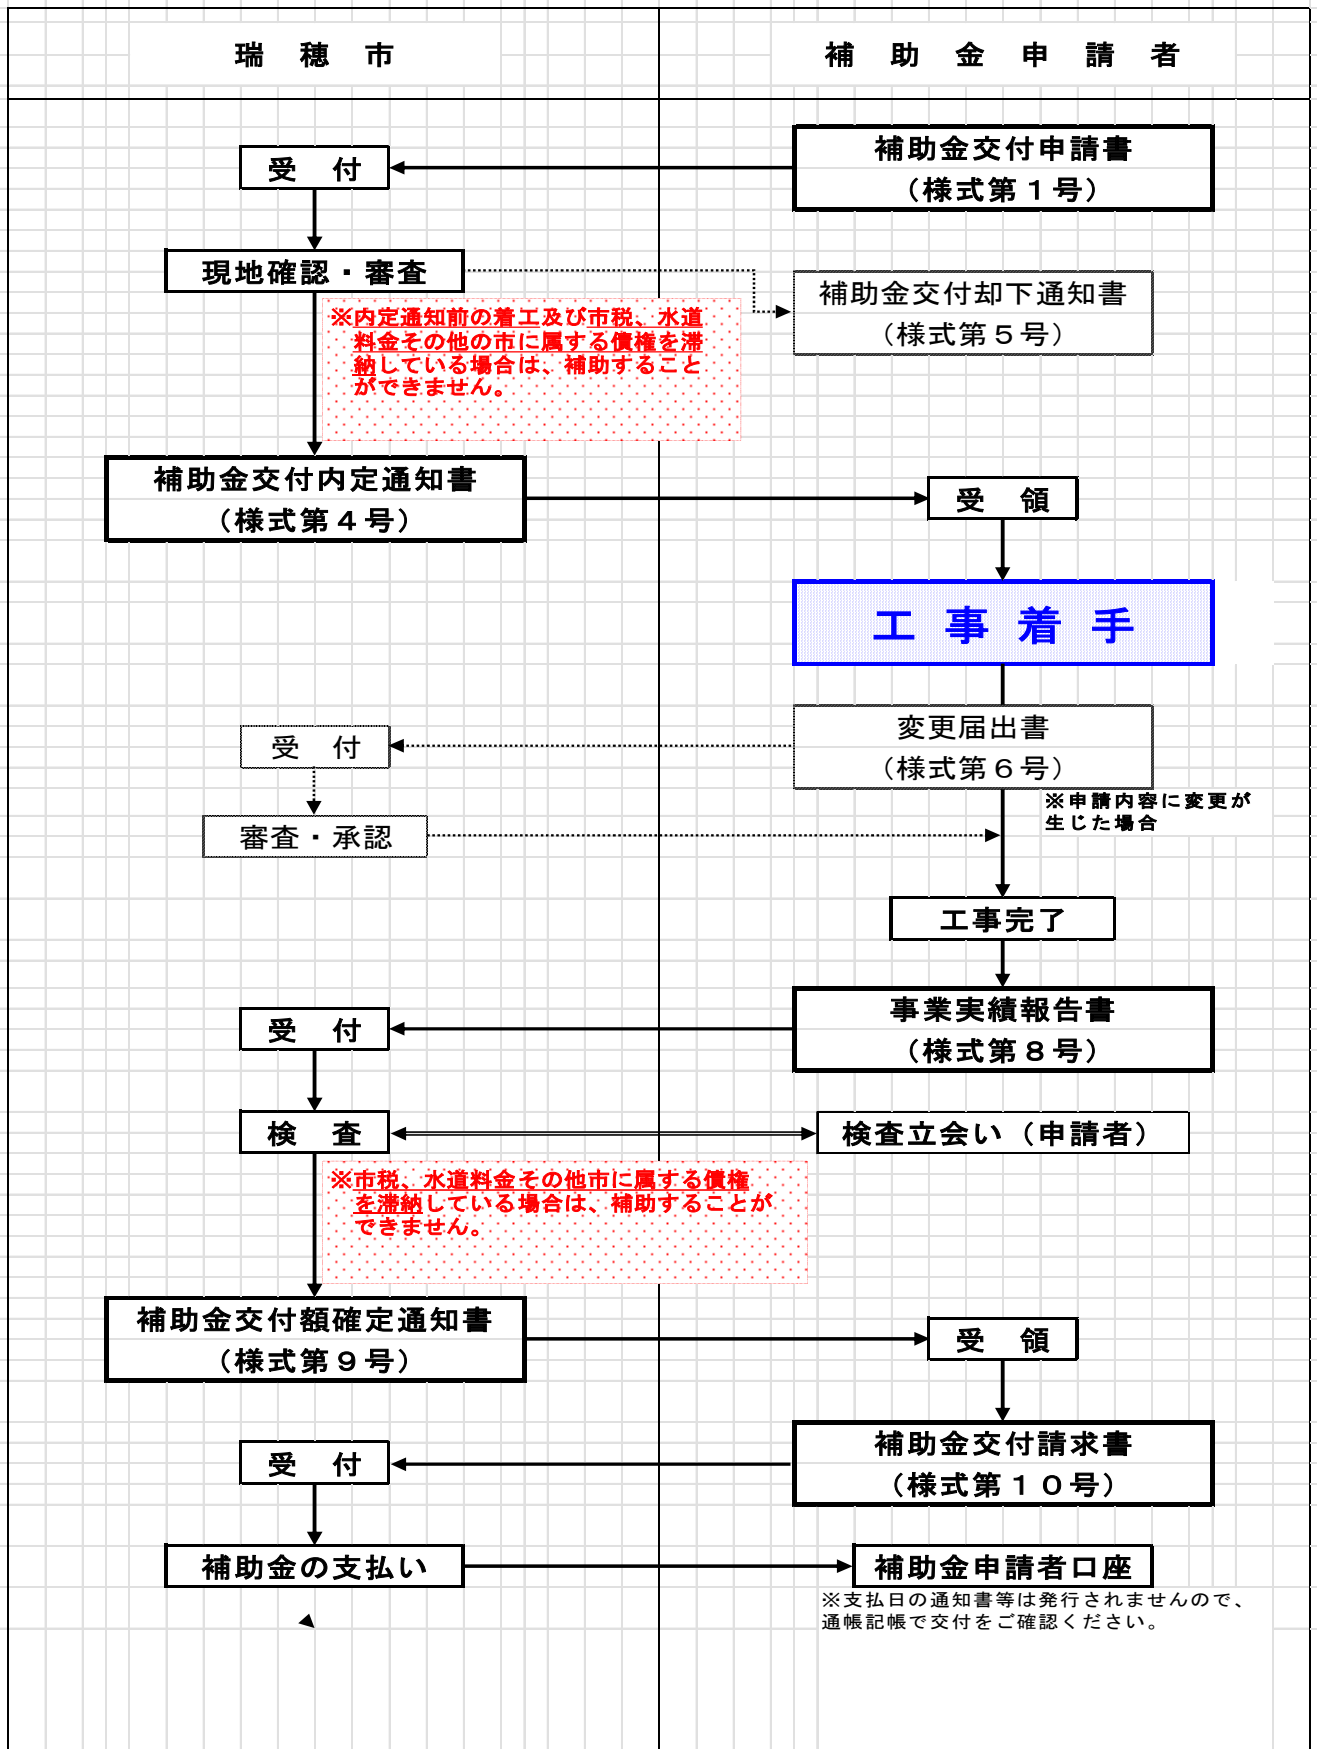 瑞　穂　市
補　助　金　申　請　者
補助金交付申請書
（様式第１号）
受　付
現地確認・審査
補助金交付却下通知書
（様式第５号）
※内定通知前の着工及び市税、水道
料金その他の市に属する債権を滞
納している場合は、補助すること
ができません。
補助金交付内定通知書
（様式第４号）
受　領
工　事　着　手
変更届出書
（様式第６号）
受　付
※申請内容に変更が
生じた場合
審査・承認
工事完了
事業実績報告書
（様式第８号）
受　付
検　査
検査立会い（申請者）
※市税、水道料金その他市に属する債権
を滞納している場合は、補助することが
できません。
補助金交付額確定通知書
（様式第９号）
受　領
補助金交付請求書
（様式第１０号）
受　付
補助金の支払い
補助金申請者口座
※支払日の通知書等は発行されませんので、
通帳記帳で交付をご確認ください。